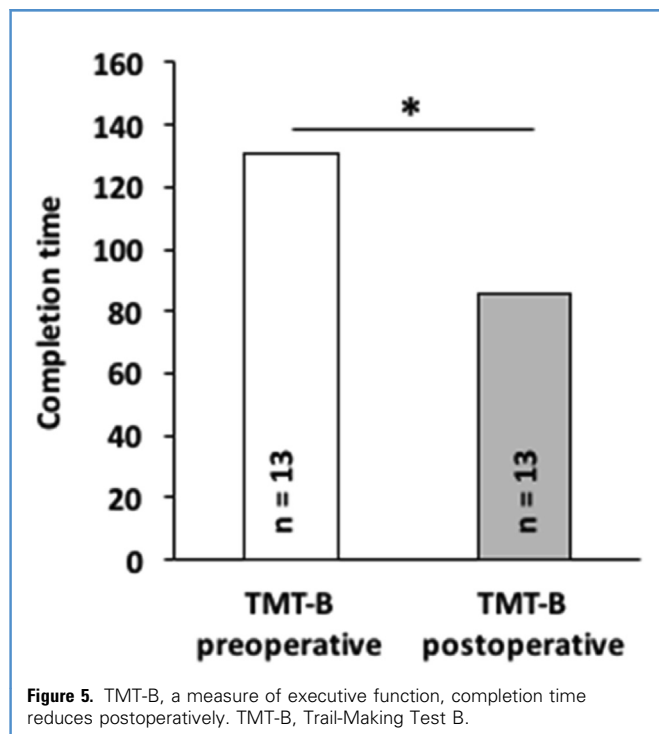 160
140
120
100
80
60
40
20
0
Completion time
*
n = 13
n = 13
TMT-B
preoperative
TMT-B
postoperative
Figure 5. TMT-B, a measure of executive function, completion time
reduces postoperatively. TMT-B, Trail-Making Test B.